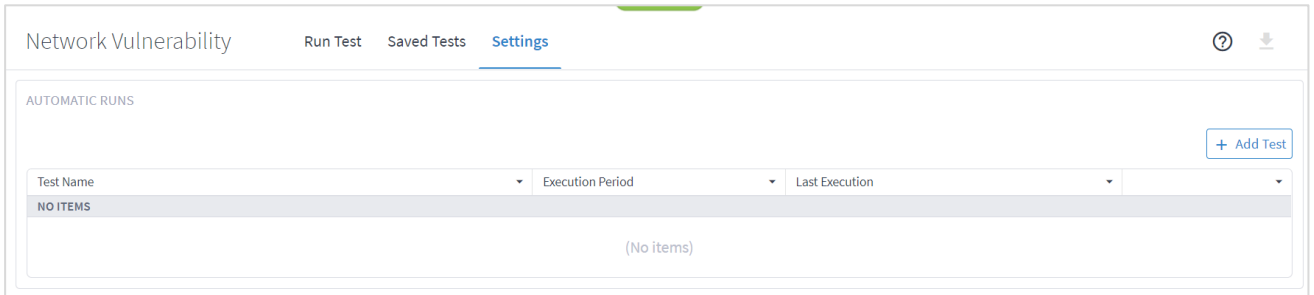 Network Vulnerability Run Test Saved Tests Settings
AUTOMATIC RUNS
+ Add Test
Test Name Execution Period Last Execution
NO ITEMS
(No items)